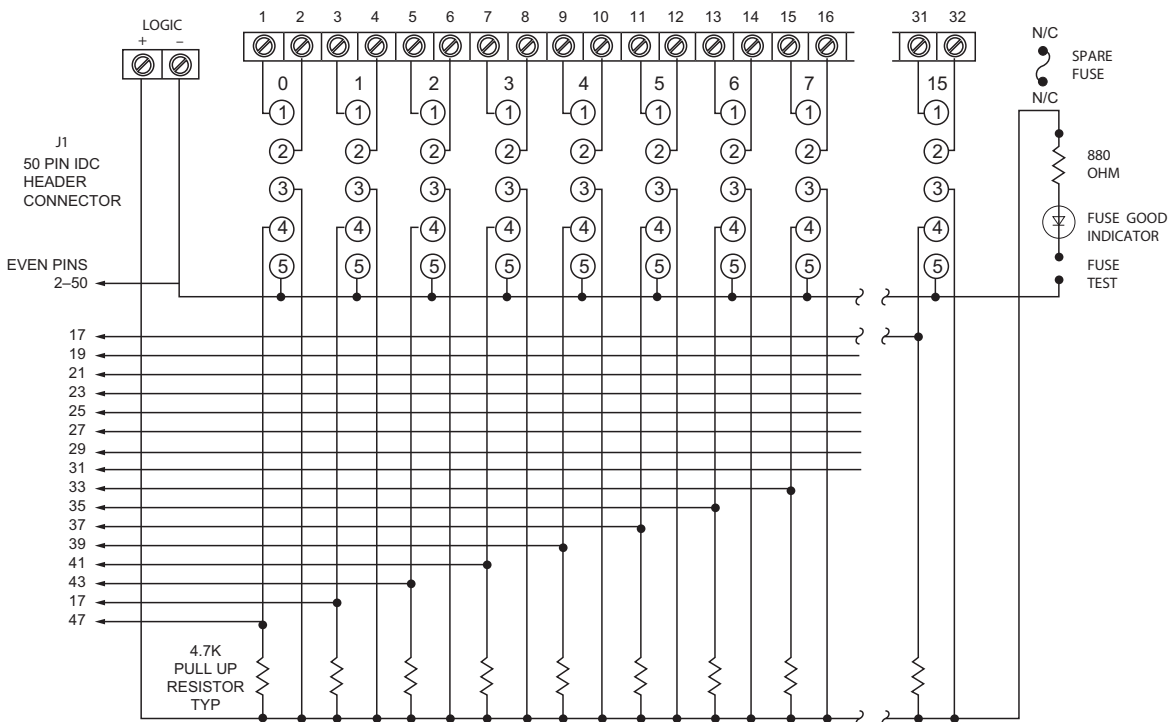 LOGIC
+ −
1 2 3 4 5 6 7 8 9 10 11 12 13 14 15 16 31 32
N/C
SPARE
FUSE
N/C
0 1 2 3 4 5 6 7 15
1 1 1 1 1 1 1 1 1
2 2 2 2 2 2 2 2 2
3 3 3 3 3 3 3 3 3
4 4 4 4 4 4 4 4 4
5 5 5 5 5 5 5 5 5
J1
50 PIN IDC
HEADER
CONNECTOR
880
OHM
FUSE GOOD
INDICATOR
FUSE
TEST
EVEN PINS
2–50
17
19
21
23
25
27
29
31
33
35
37
39
41
43
17
47
4.7K
PULL UP
RESISTOR
TYP